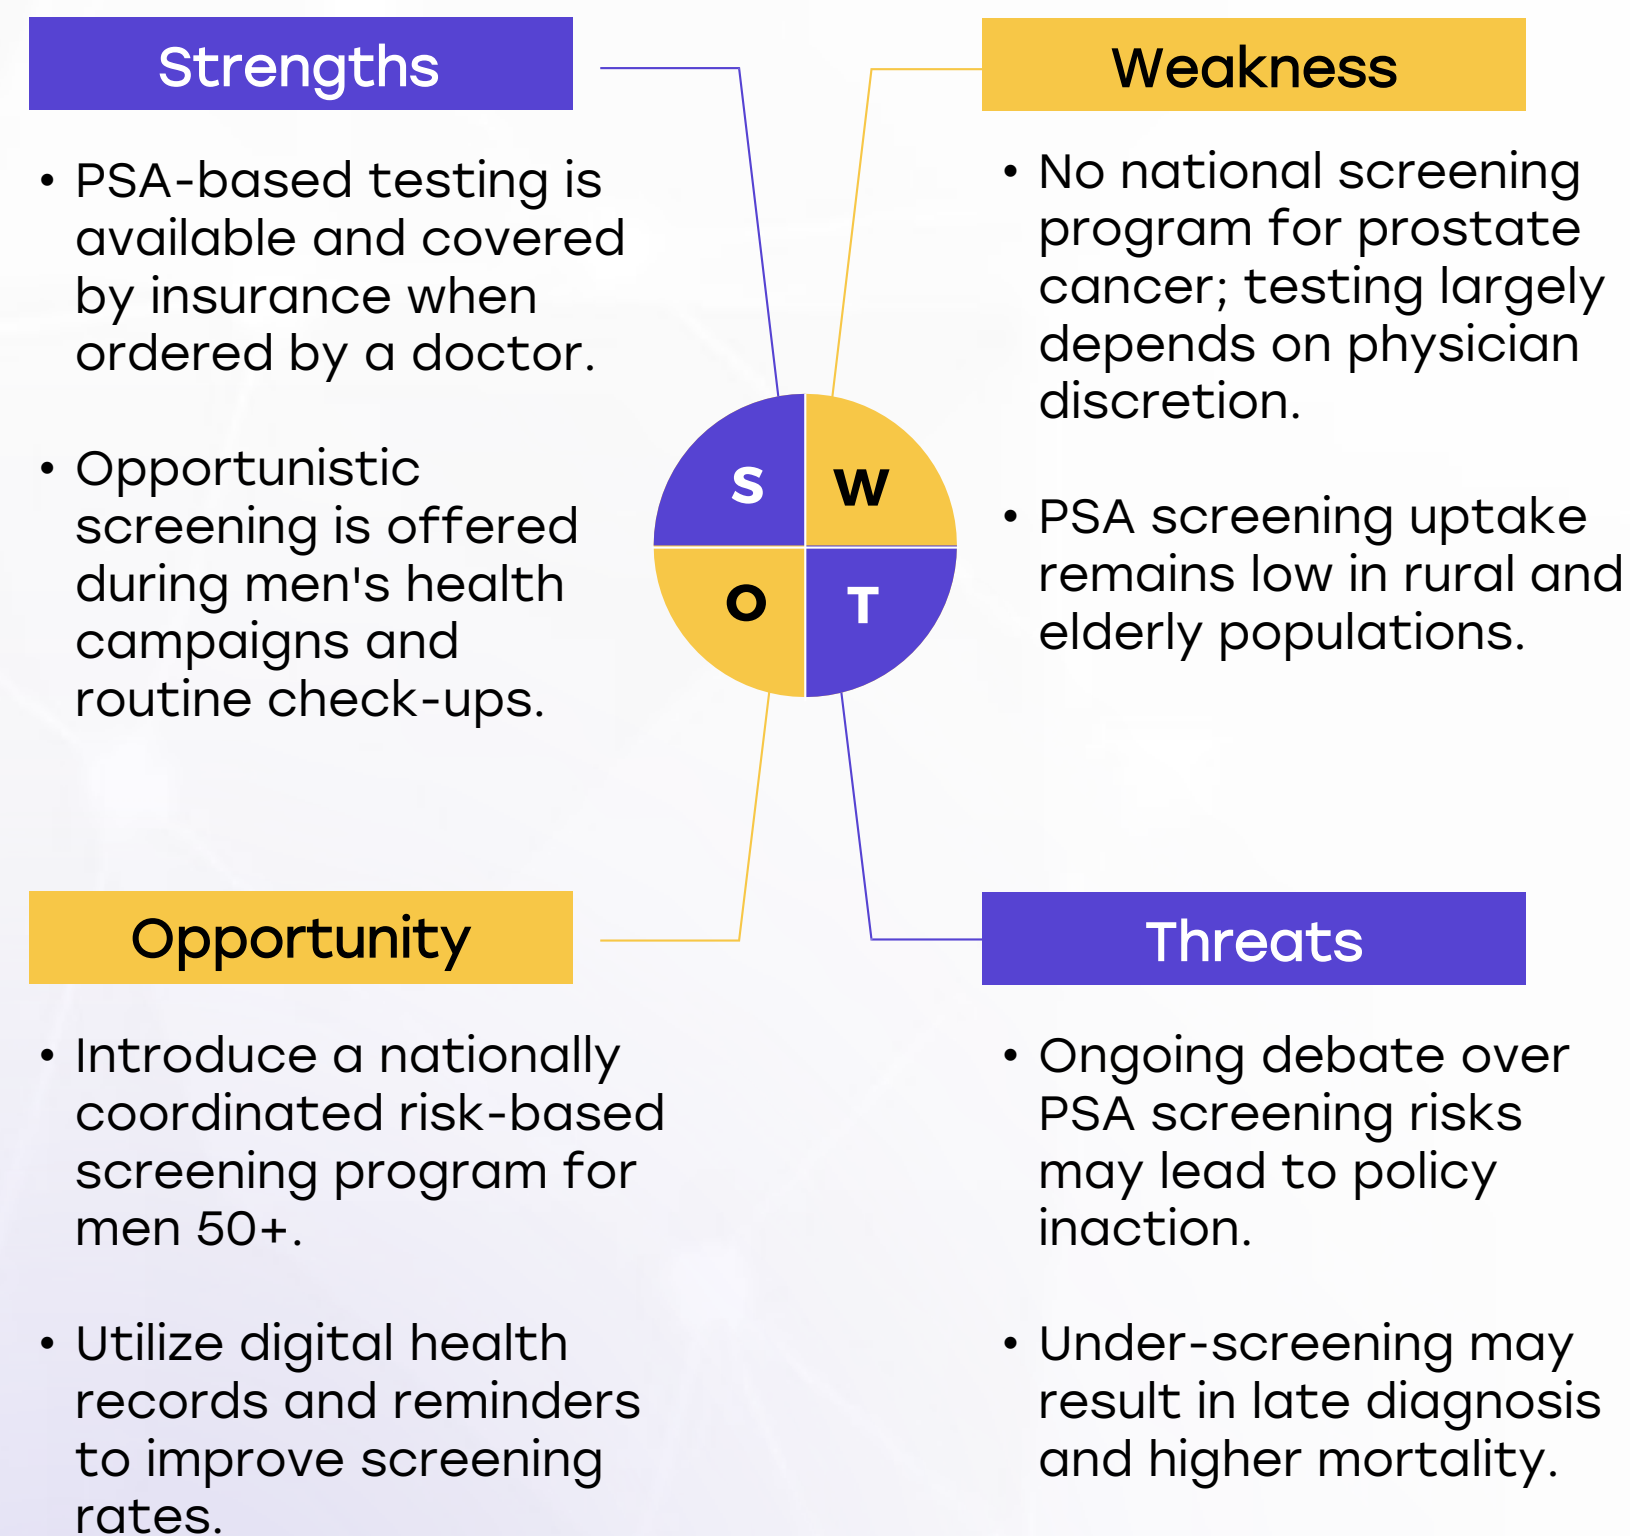 Strengths
• PSA-based testing is
available and covered
by insurance when
ordered by a doctor.
• Opportunistic
screening is offered
during men's health
campaigns and
routine check-ups.
Weakness
• No national screening
program for prostate
cancer; testing largely
depends on physician
discretion.
• PSA screening uptake
remains low in rural and
elderly populations.
S
W
O
T
Opportunity
• Introduce a nationally
coordinated risk-based
screening program for
men 50+.
• Utilize digital health
records and reminders
to improve screening
rates.
Threats
• Ongoing debate over
PSA screening risks
may lead to policy
inaction.
• Under-screening may
result in late diagnosis
and higher mortality.